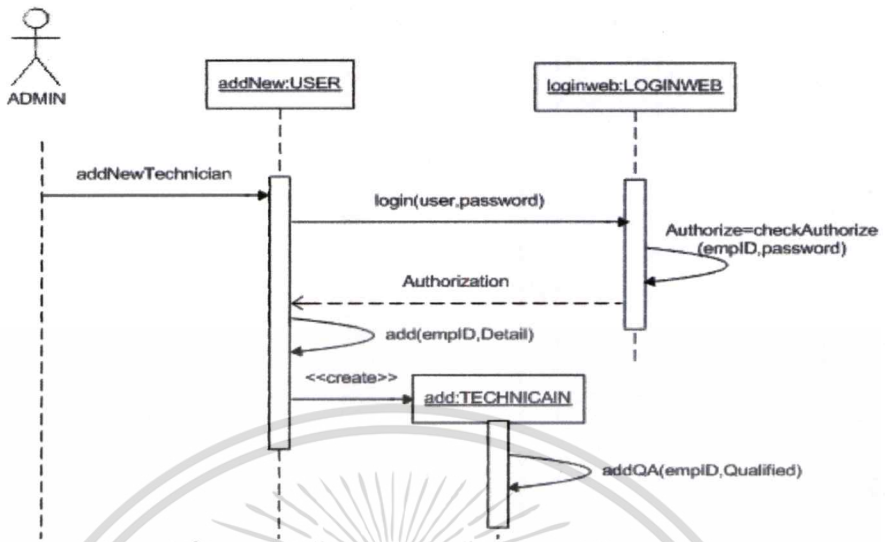 ADMIN
addNew:USER
loginweb:LOGINWEB
addNewTechnician
login(user,password)
Authorize=checkAuthorize
(empID,password)
Authorization
add(empID,Detail)
<<create>>
add:TECHNICAIN
addQA(empID,Qualified)